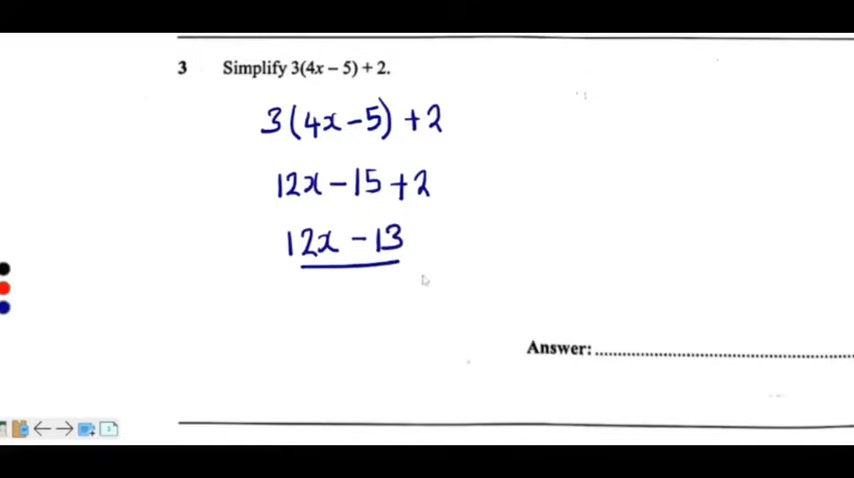 3 Simplify 3(4x – 5) + 2.
3(4x-5)+2
12x-15+2
12x-13
Answer: ........................................................